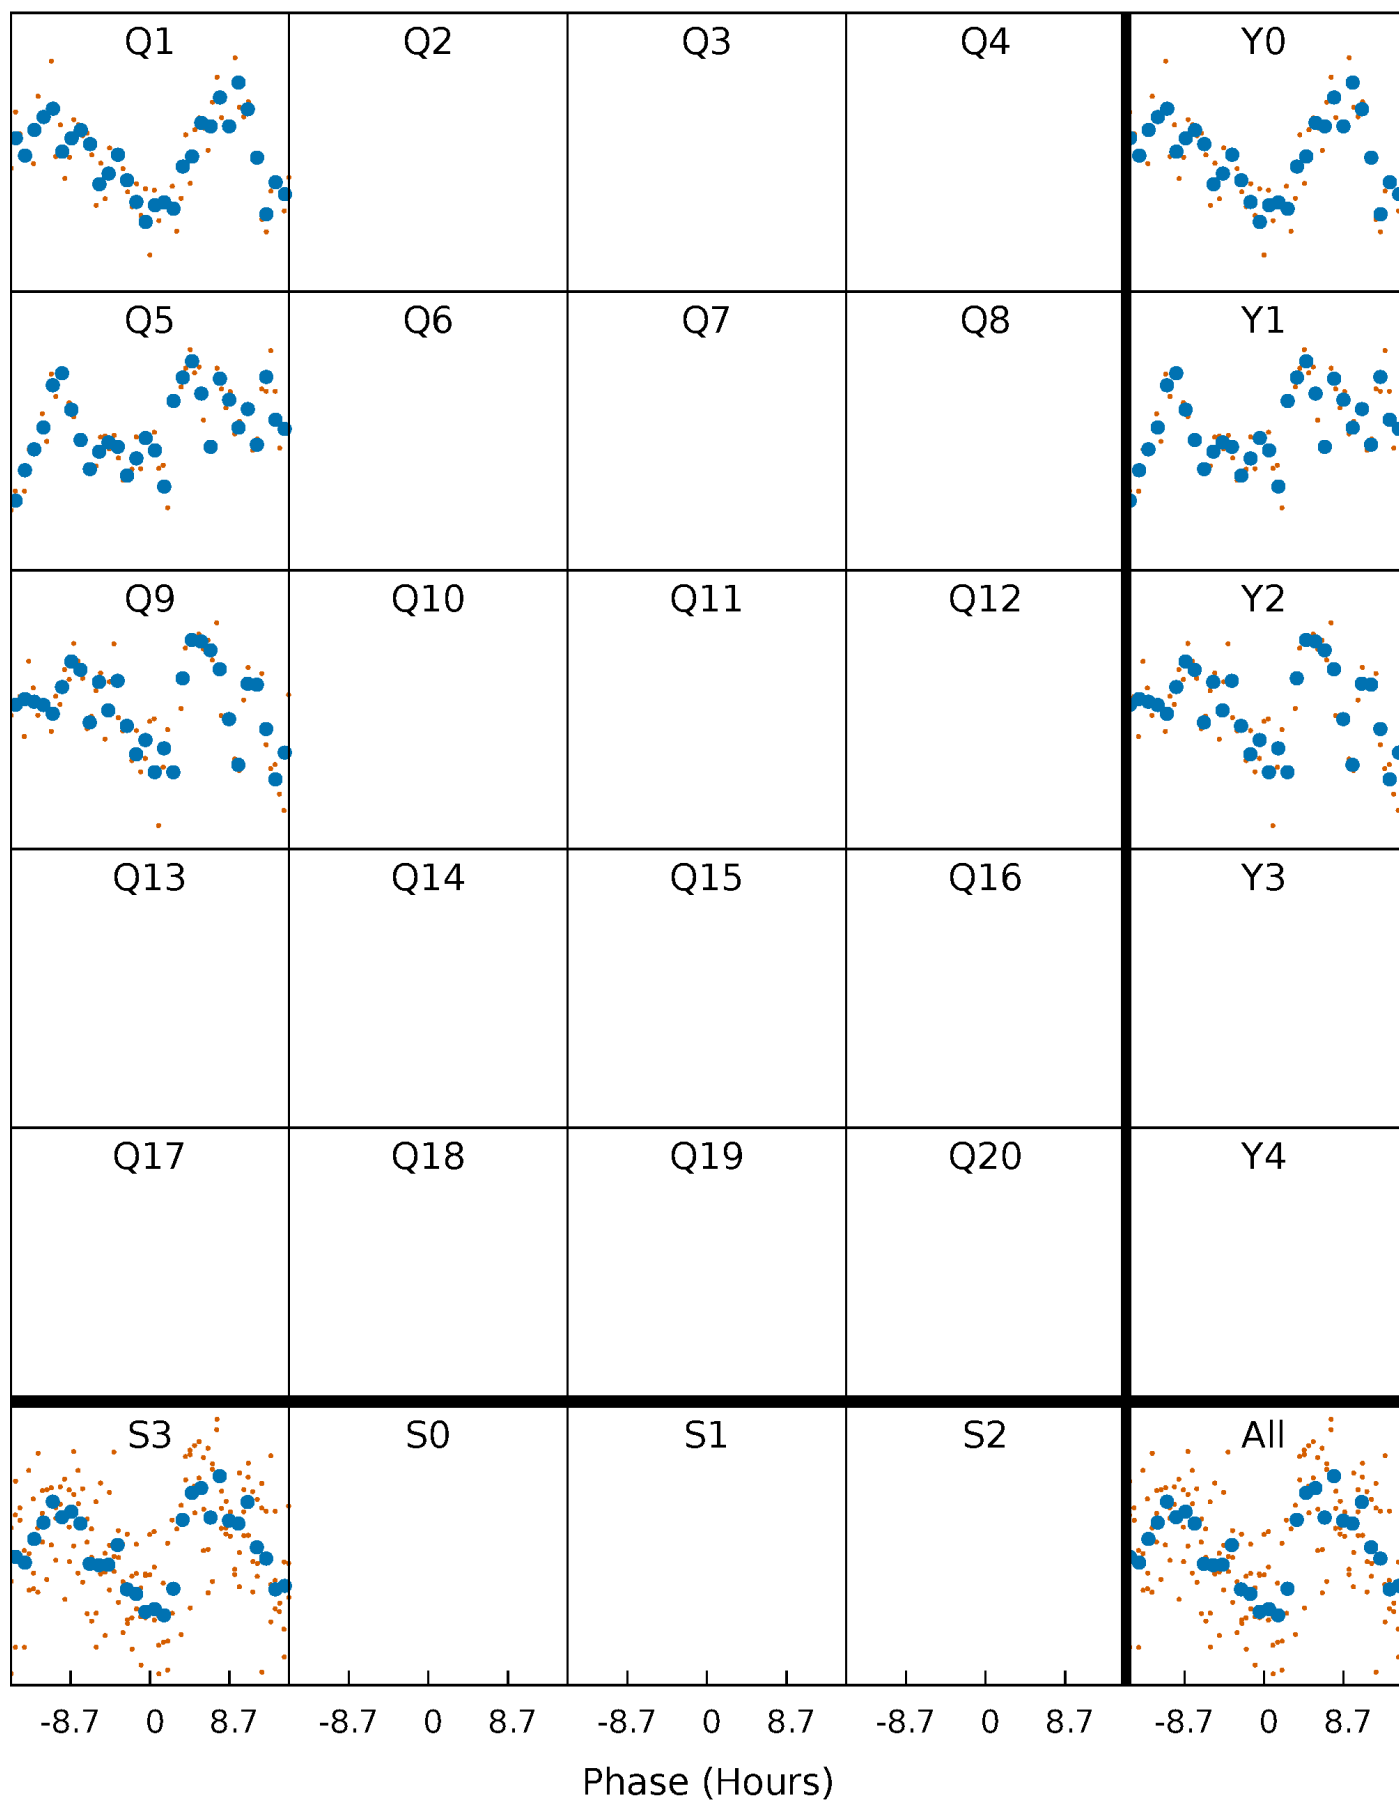 Q1 Q2 Q3 Q4 Y0
Q5 Q6 Q7 Q8 Y1
Q9 Q10 Q11 Q12 Y2
Q13 Q14 Q15 Q16 Y3
Q17 Q18 Q19 Q20 Y4
S3 S0 S1 S2 All
-8.7 0 8.7 -8.7 0 8.7 -8.7 0 8.7 -8.7 0 8.7 -8.7 0 8.7
Phase (Hours)